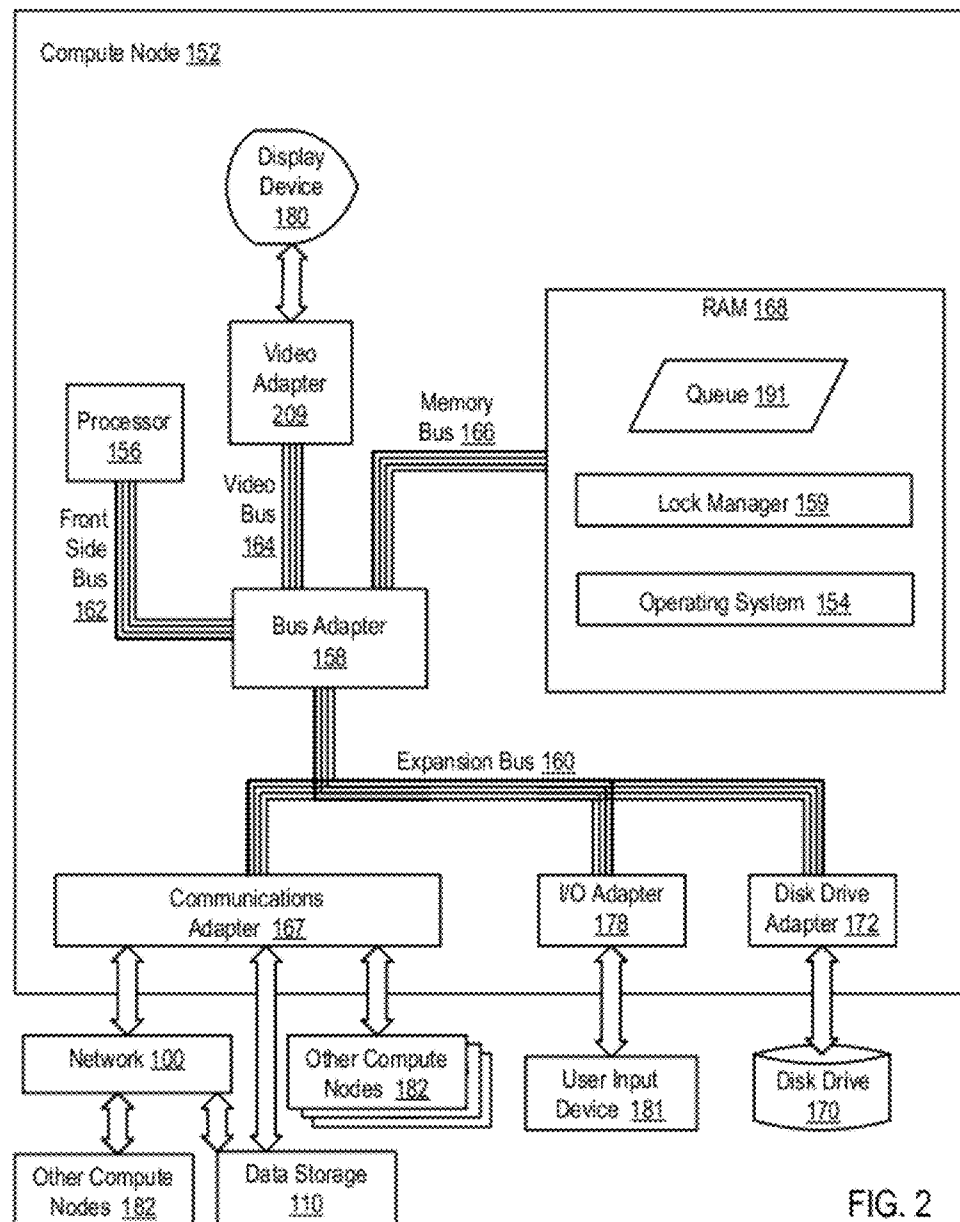 Compute Node 152
Display
Device
180
RAM 168
Video
Adapter
209
Queue 191
Processor
156
Memory
Bus 166
Video
Bus
164
Lock Manager 159
Front
Side
Bus
162
Operating System 154
Bus Adapter
158
Expansion Bus 160
Communications
Adapter 167
I/O Adapter
178
Disk Drive
Adapter 172
Network 100
Other Compute
Nodes 182
User Input
Device 181
Disk Drive
170
Other Compute
Nodes 182
Data Storage
110
FIG. 2